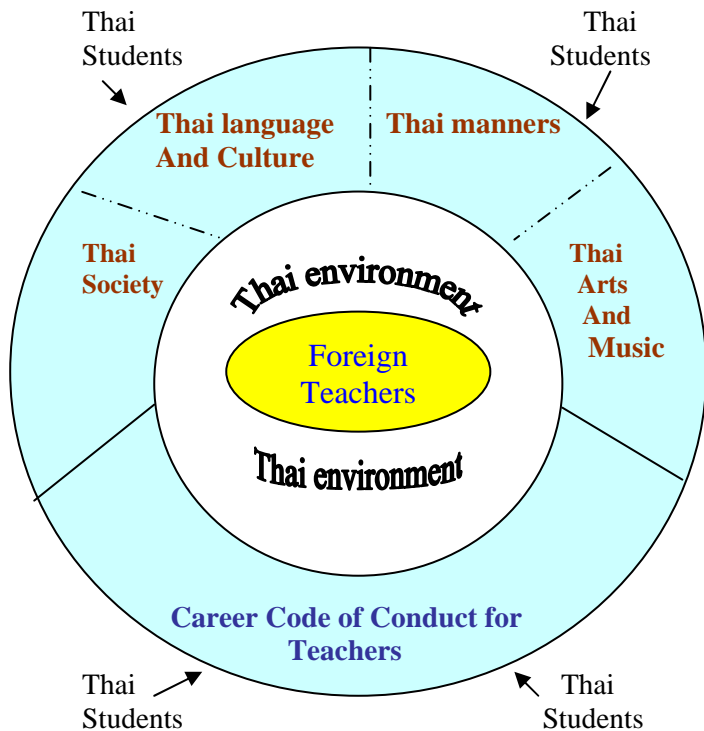 Thai
Students
Thai
Students
Thai language
And Culture
Thai manners
Thai
Society
Thai
Arts
And
Music
Thai environment
Foreign
Teachers
Thai environment
Career Code of Conduct for
Teachers
Thai
Students
Thai
Students